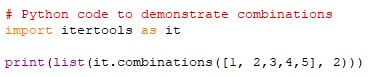 # Python code to demonstrate combinations
import itertools as it
print(list(it.combinations([1, 2,3,4,5], 2)))